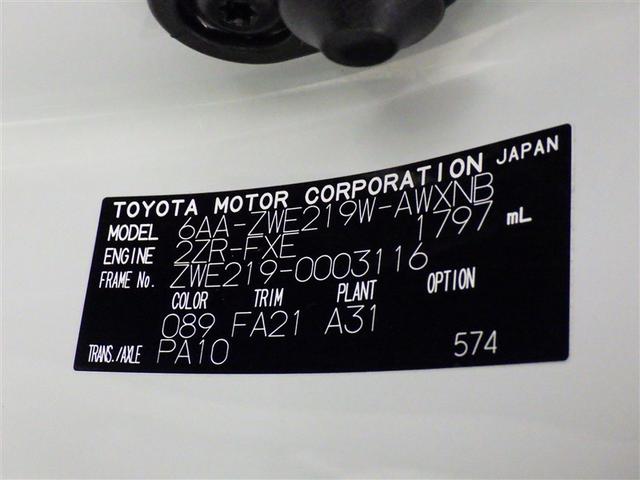 TOYOTA MOTOR CORPORATION JAPAN
MODEL 6AA-ZWE219W-AWXNB
ENGINE 2ZR-FXE 1797 mL
FRAME No. ZWE219-0003116
COLOR TRIM PLANT OPTION
089 FA21 A31
TRANS./AXLE PA10 574